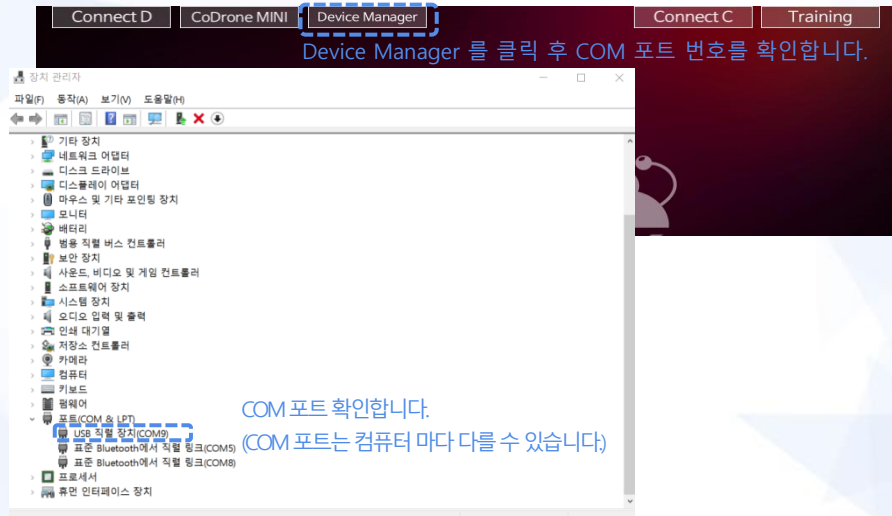 Connect D
CoDrone MINI
Device Manager
Connect C
Training
Device Manager 를 클릭 후 COM 포트 번호를 확인합니다.
장치 관리자
파일(F) 동작(A) 보기(V) 도움말(H)
기타 장치
네트워크 어댑터
디스크 드라이브
디스플레이 어댑터
마우스 및 기타 포인팅 장치
모니터
배터리
범용 직렬 버스 컨트롤러
보안 장치
사운드, 비디오 및 게임 컨트롤러
소프트웨어 장치
시스템 장치
오디오 입력 및 출력
인쇄 대기열
저장소 컨트롤러
카메라
컴퓨터
키보드
펌웨어
포트(COM & LPT)
USB 직렬 장치(COM9)
표준 Bluetooth에서 직렬 링크(COM5)
표준 Bluetooth에서 직렬 링크(COM8)
프로세서
휴먼 인터페이스 장치
COM 포트 확인합니다.
(COM 포트는 컴퓨터 마다 다를 수 있습니다.)